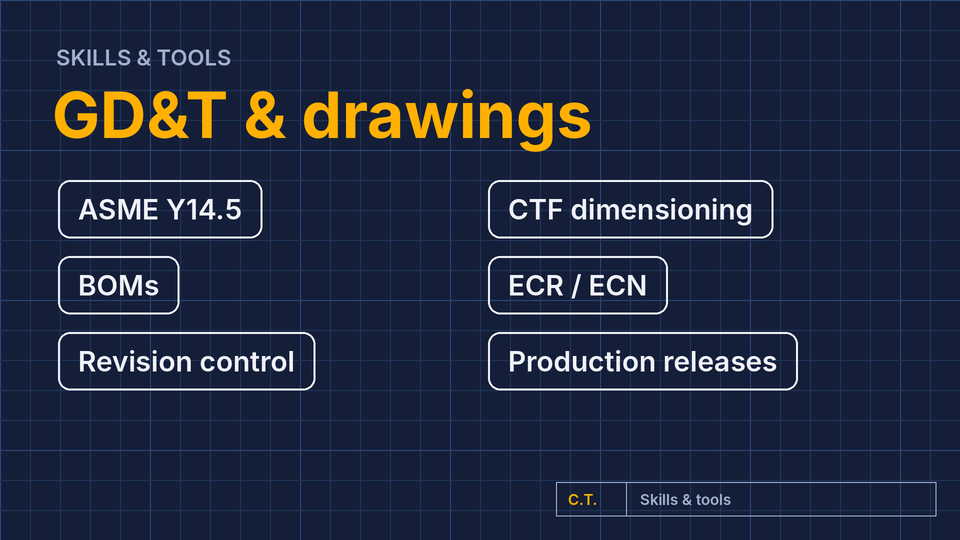 SKILLS & TOOLS
GD&T & drawings
ASME Y14.5
CTF dimensioning
BOMs
ECR / ECN
Revision control
Production releases
C.T.
Skills & tools